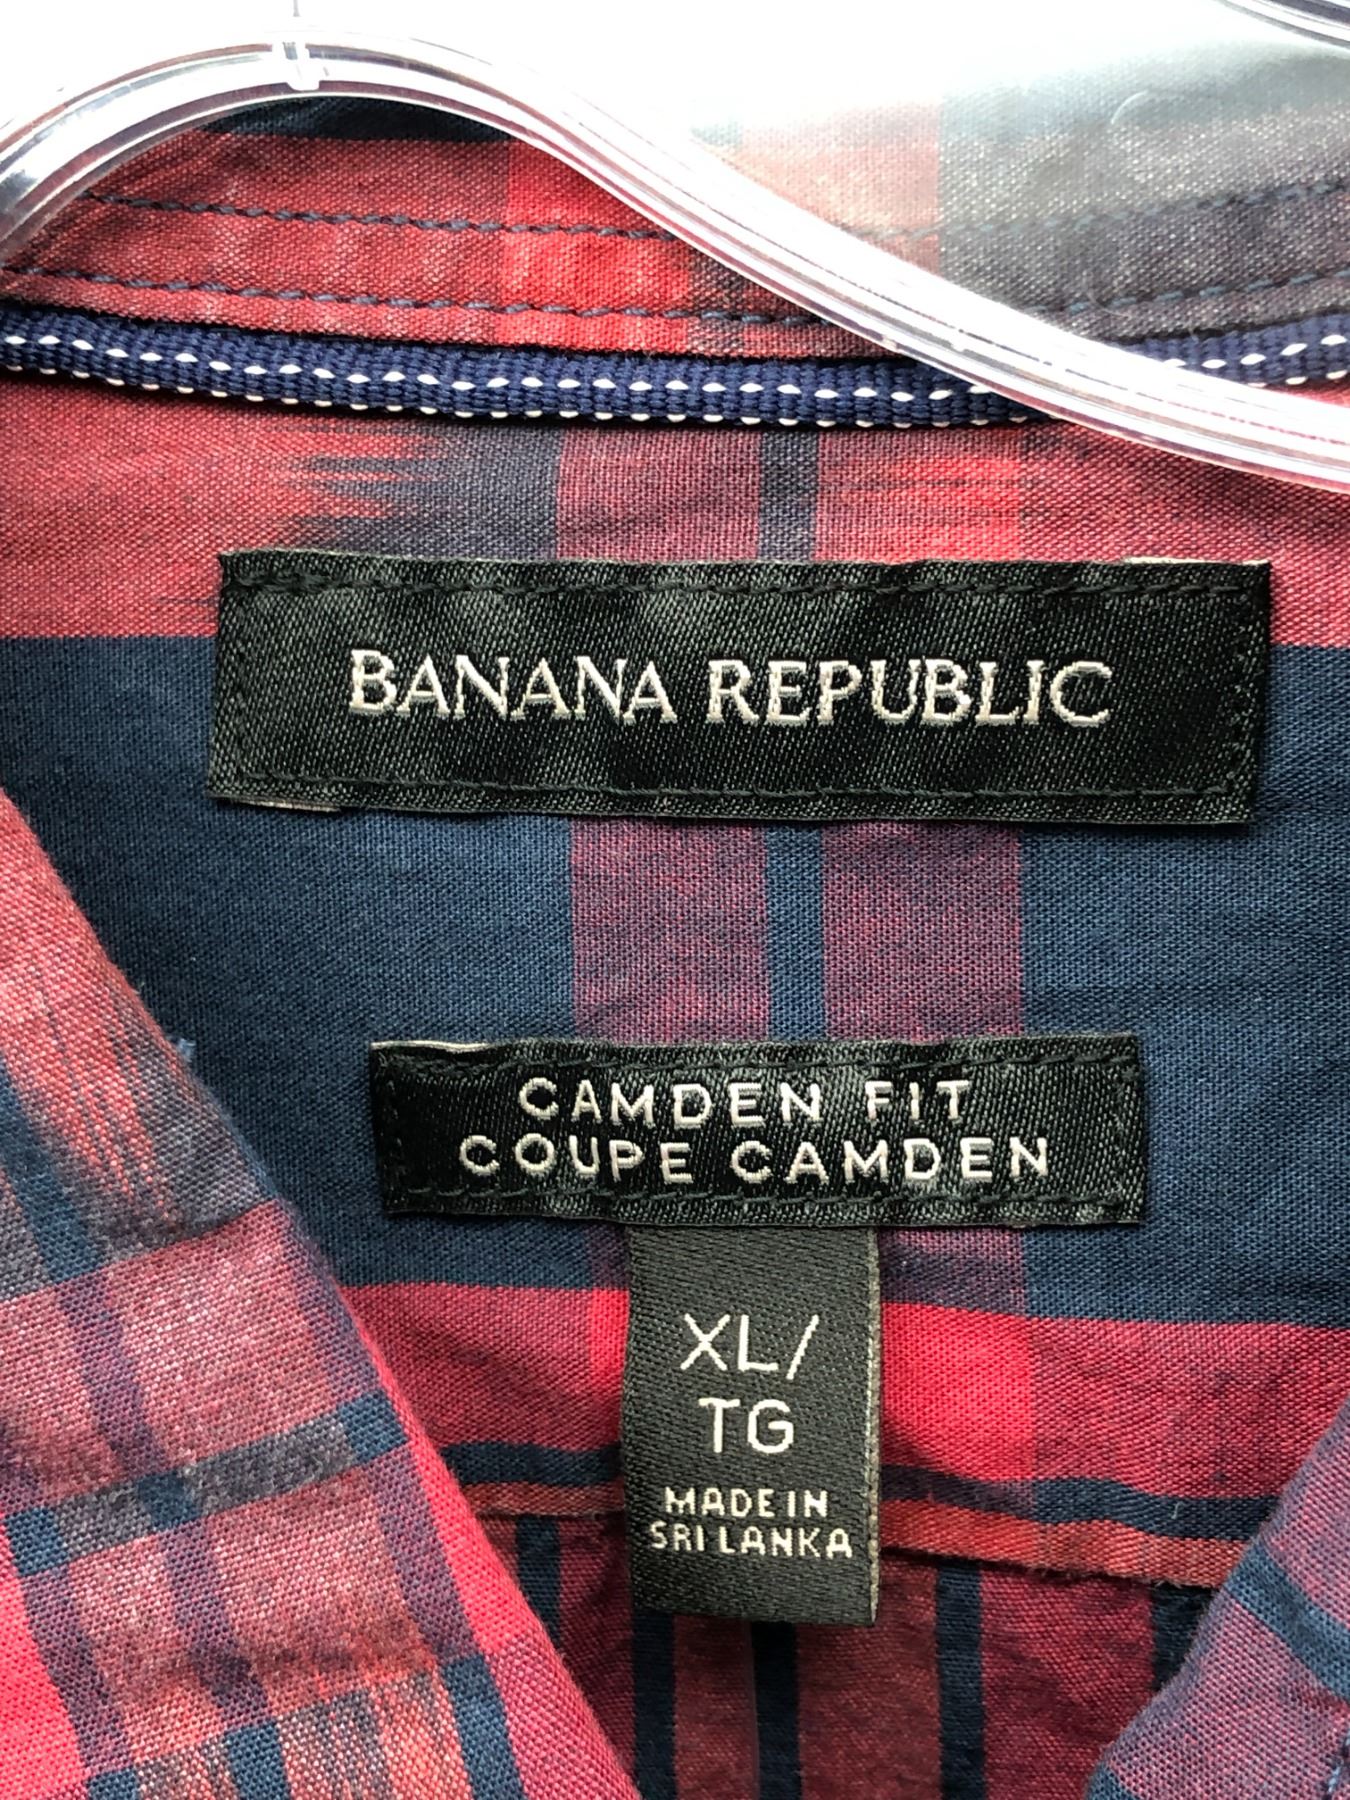 BANANA REPUBLIC
CAMDEN FIT
COUPE CAMDEN
XL/
TG
MADE IN
SRI LANKA